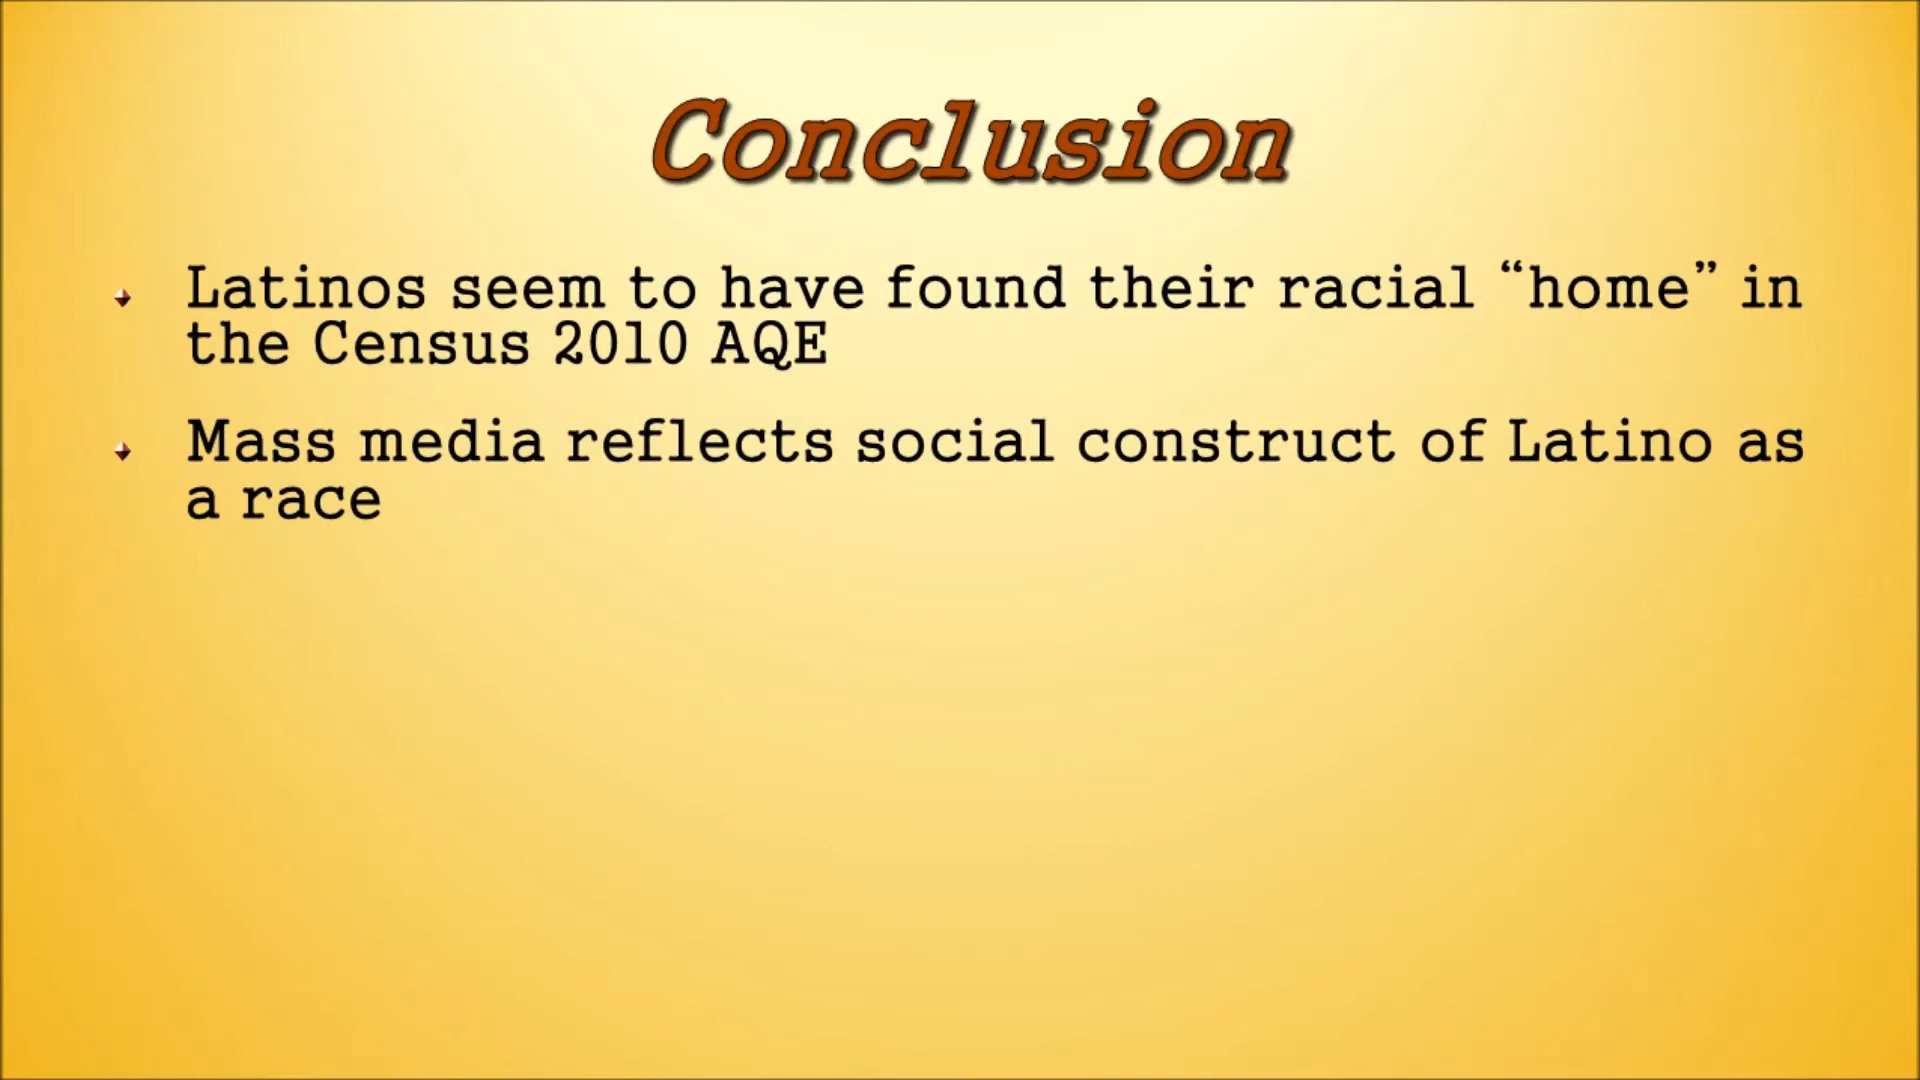 Conclusion
Latinos seem to have found their racial “home” in
the Census 2010 AQE
Mass media reflects social construct of Latino as
a race